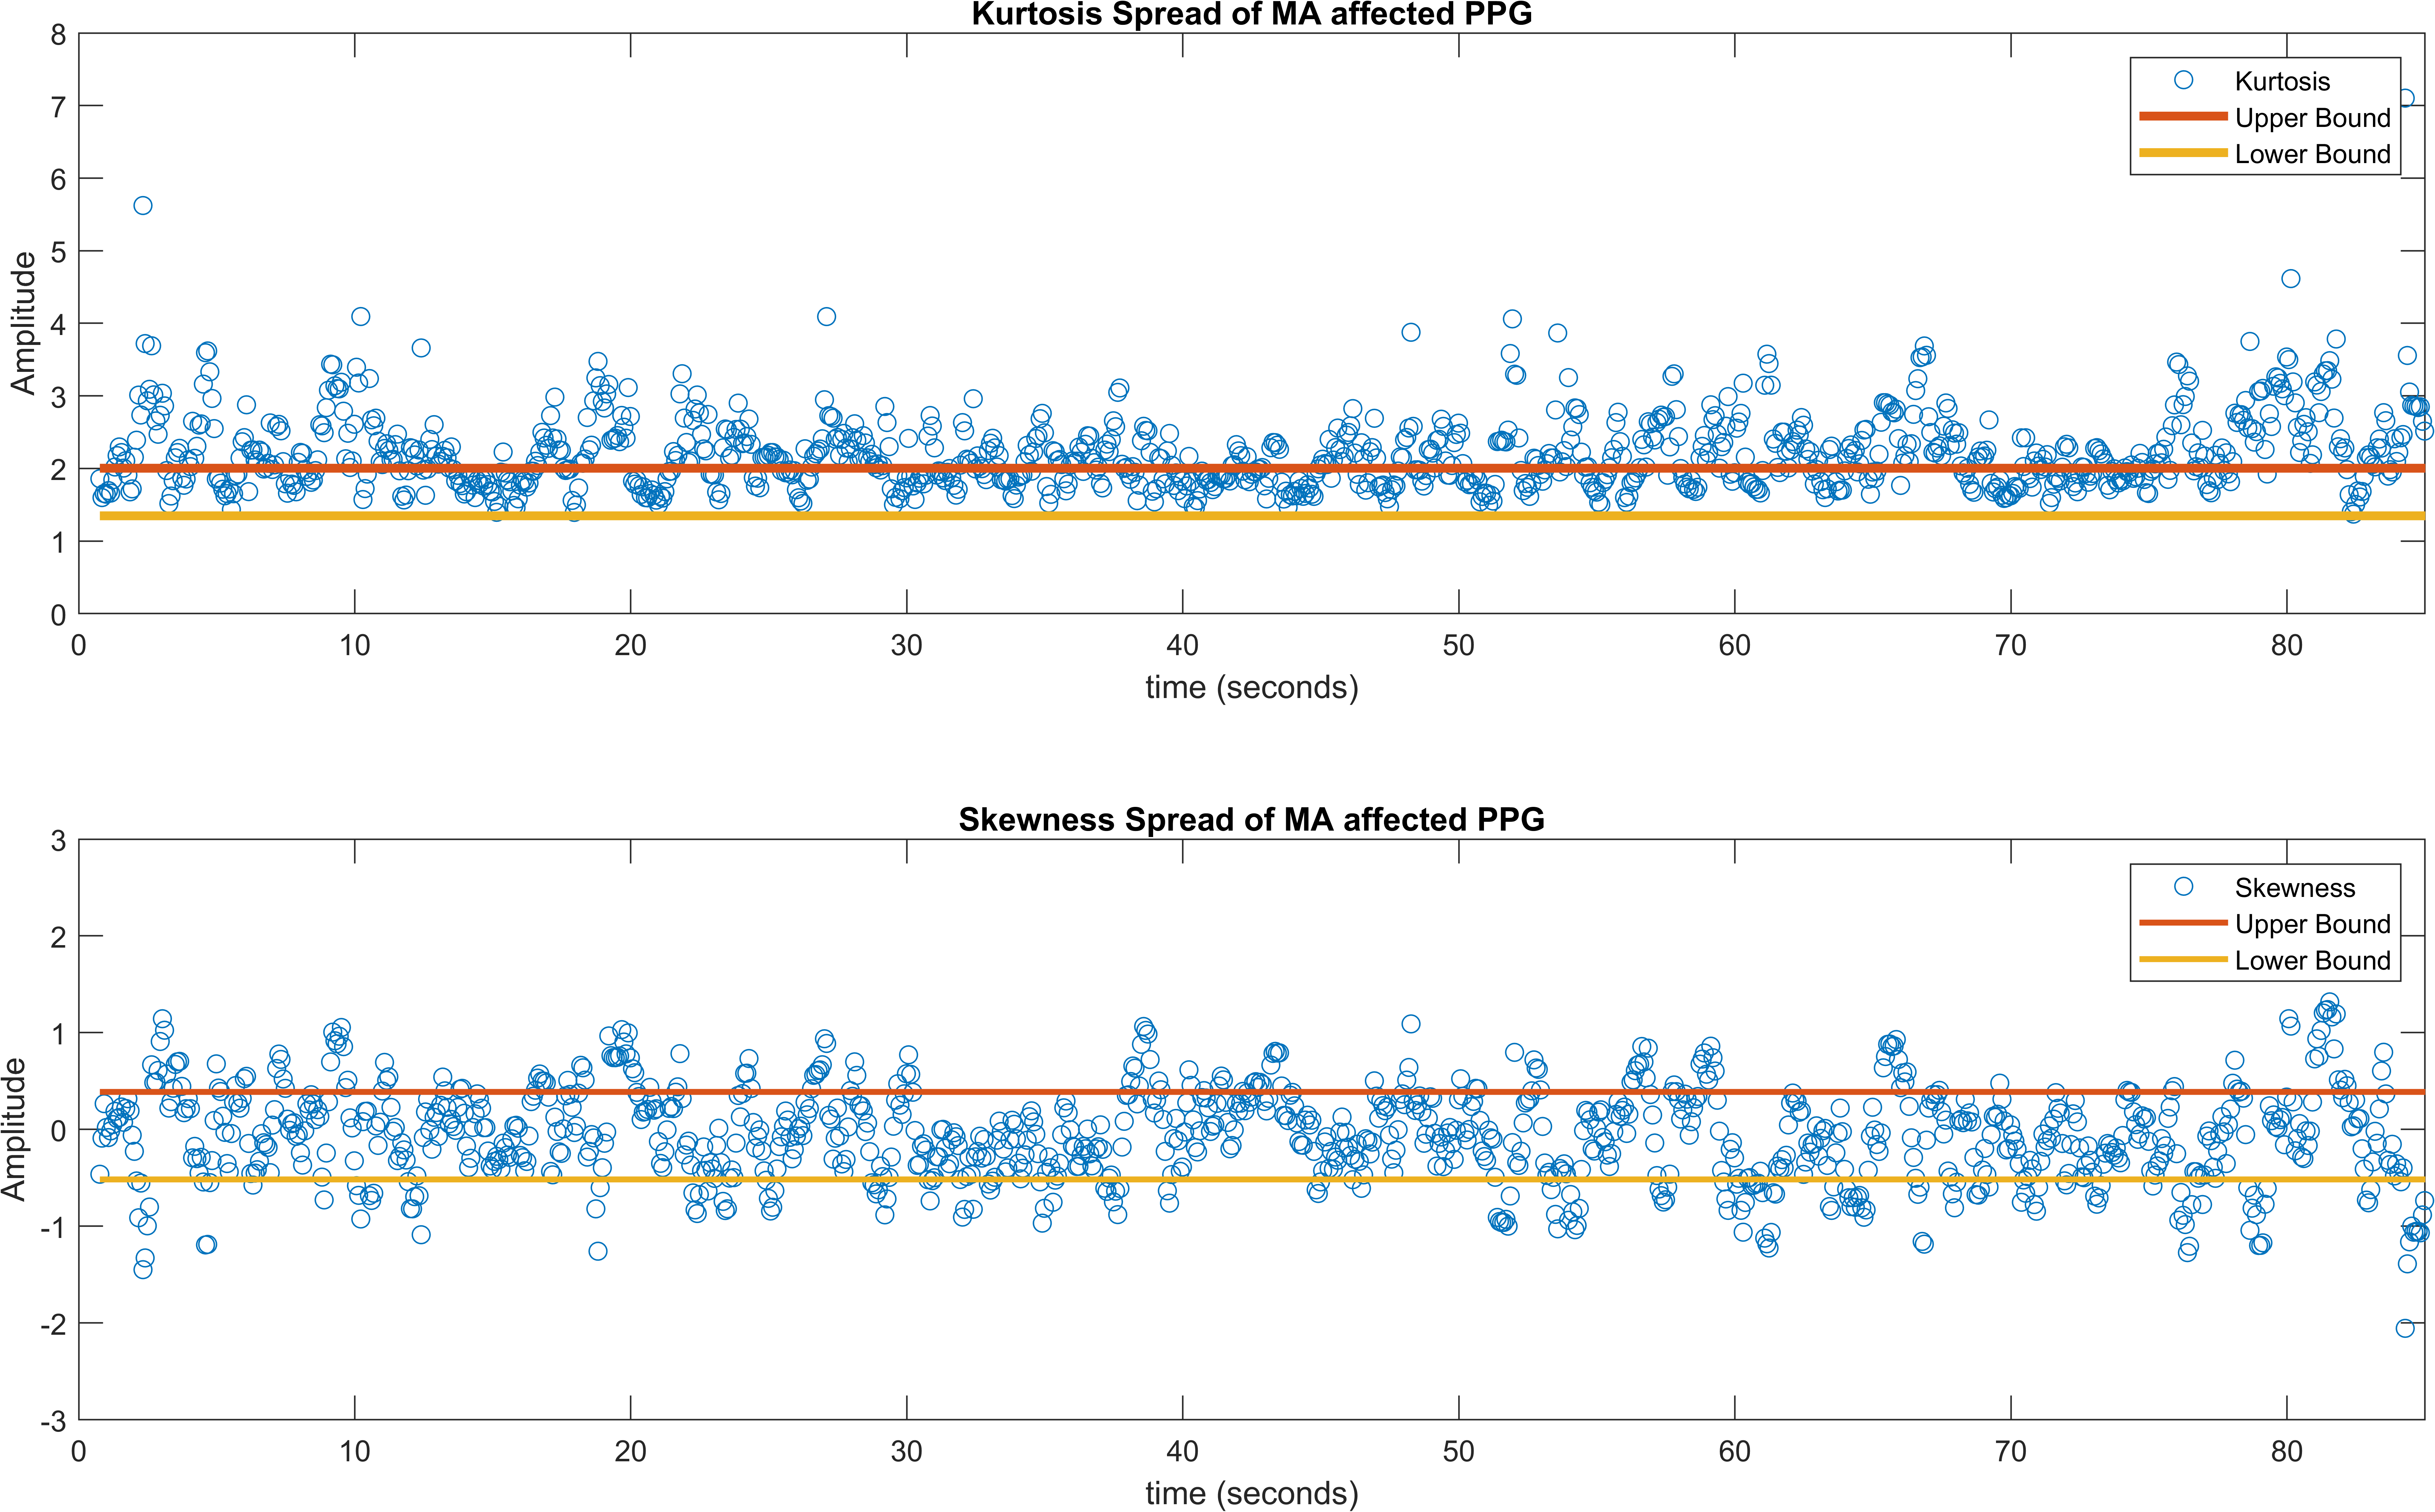 Kurtosis Spread of MA affected PPG
8
7
6
5
4
3
2
1
0
Amplitude
Kurtosis
Upper Bound
Lower Bound
0 10 20 30 40 50 60 70 80
time (seconds)
Skewness Spread of MA affected PPG
3
2
1
0
-1
-2
-3
Amplitude
Skewness
Upper Bound
Lower Bound
0 10 20 30 40 50 60 70 80
time (seconds)